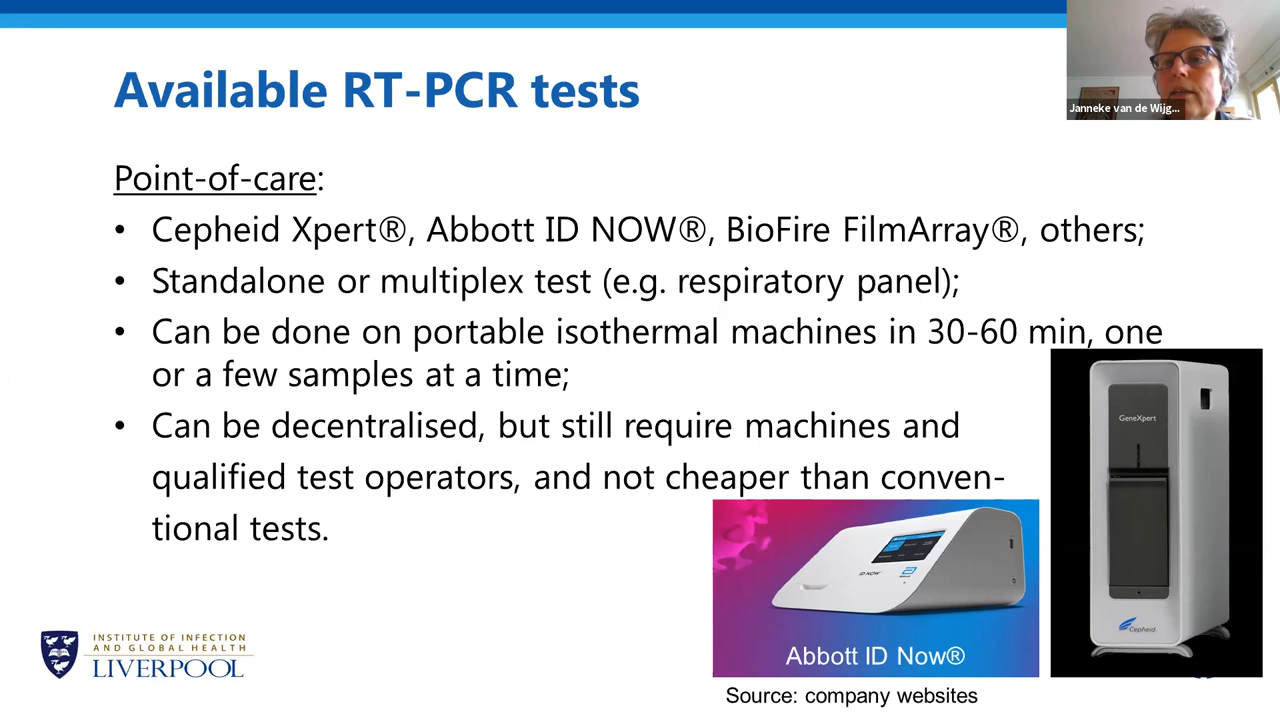 Available RT-PCR tests
Janneke van de Wijg...
Point-of-care:
• Cepheid Xpert®, Abbott ID NOW®, BioFire FilmArray®, others;
• Standalone or multiplex test (e.g. respiratory panel);
• Can be done on portable isothermal machines in 30-60 min, one
or a few samples at a time;
• Can be decentralised, but still require machines and
qualified test operators, and not cheaper than conven-
tional tests.
GeneXpert
ID NOW
Cepheid.
Abbott ID Now®
INSTITUTE OF INFECTION
AND GLOBAL HEALTH
LIVERPOOL
Source: company websites